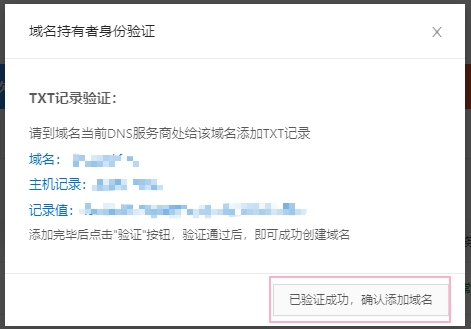 域名持有者身份验证
TXT记录验证：
请到域名当前DNS服务商处给该域名添加TXT记录
域名：
主机记录：
记录值：
添加完毕后点击"验证"按钮，验证通过后，即可成功创建域名
已验证成功，确认添加域名